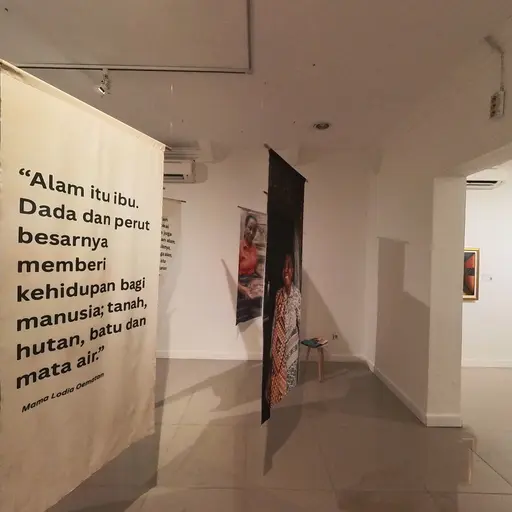 “Alam itu ibu.
Dada dan perut
besarnya
memberi
kehidupan bagi
manusia; tanah,
hutan, batu dan
mata air.”
Mama Lodia Oematan